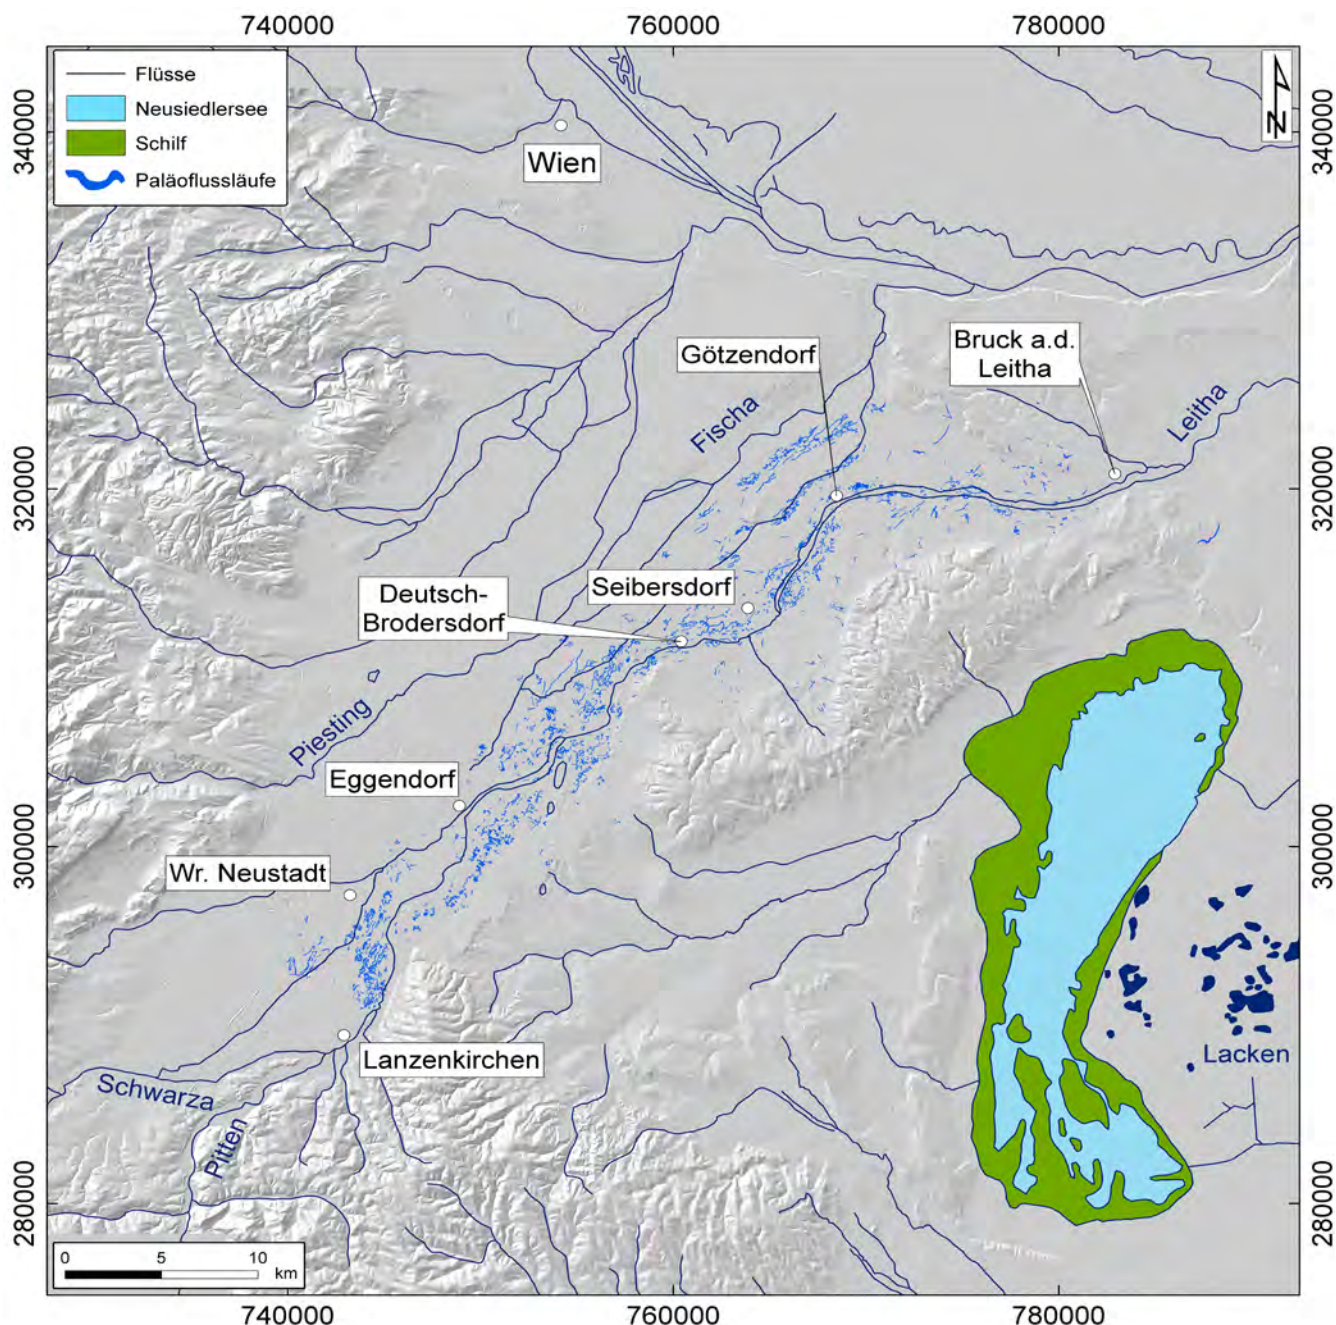 740000
760000
780000
340000
320000
300000
280000
340000
320000
300000
280000
Flüsse
Neusiedlersee
Schilf
Paläoflussläufe
N
Wien
Götzendorf
Bruck a.d.
Leitha
Leitha
Fischa
Seibersdorf
Deutsch-
Brodersdorf
Piesting
Eggendorf
Wr. Neustadt
Lanzenkirchen
Schwarza
Pitten
Lacken
0
5
10
km
740000
760000
780000